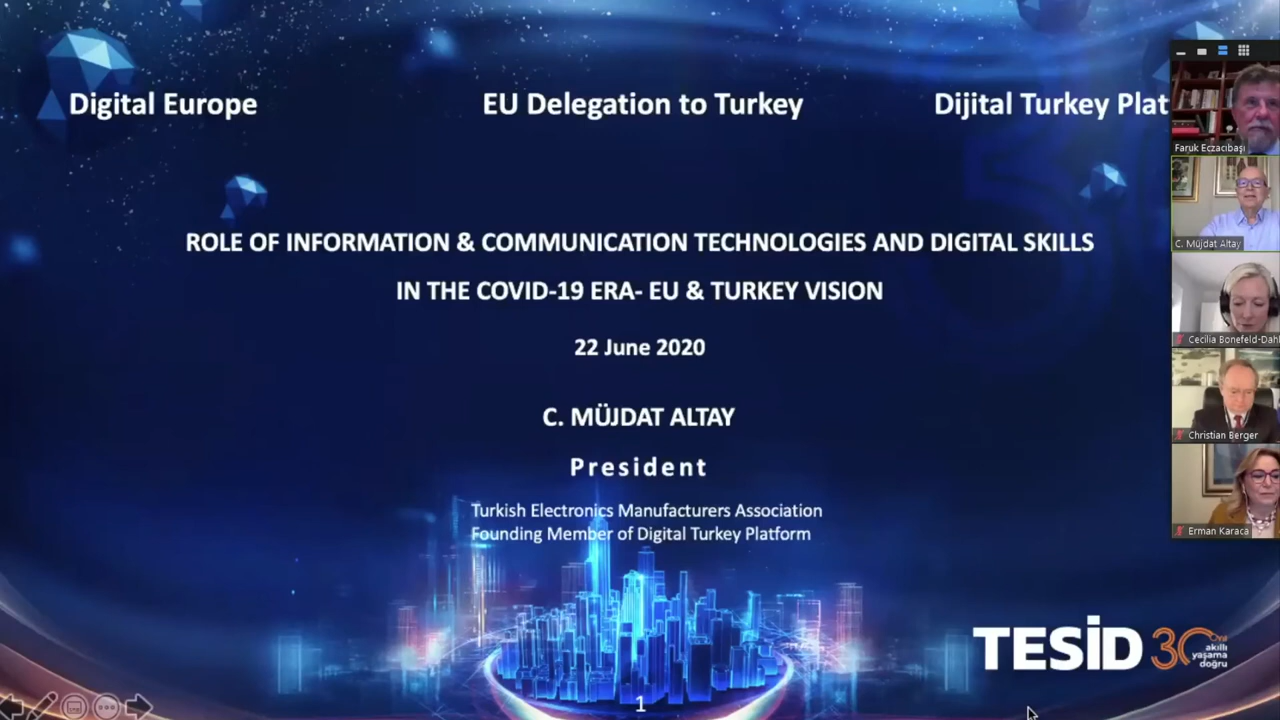 Digital Europe
EU Delegation to Turkey
Dijital Turkey Plat
ROLE OF INFORMATION & COMMUNICATION TECHNOLOGIES AND DIGITAL SKILLS
IN THE COVID-19 ERA- EU & TURKEY VISION
22 June 2020
C. MÜJDAT ALTAY
President
Turkish Electronics Manufacturers Association
Founding Member of Digital Turkey Platform
TESİD 30
akıllı
yaşama
doğru
1
Faruk Eczacıbaşı
C. Müjdat Altay
Cecilia Bonefeld-Dahl
Christian Berger
Erman Karaca